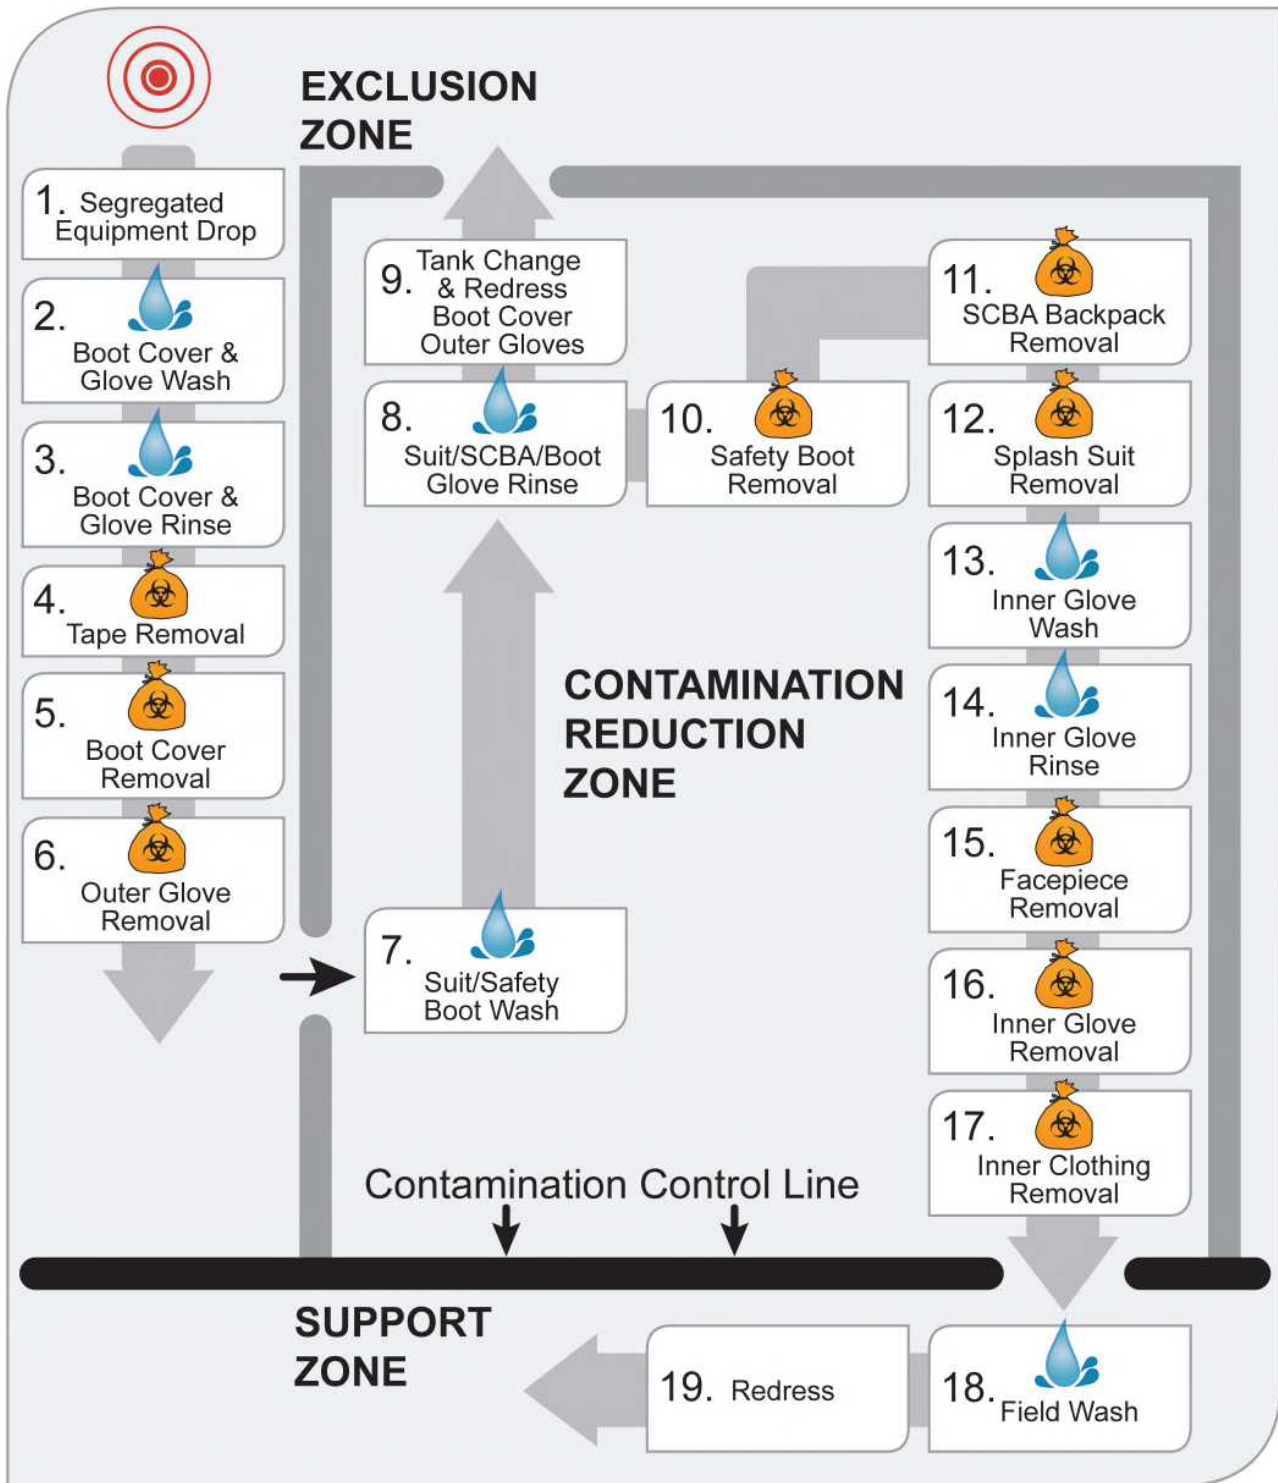 EXCLUSION
ZONE
1. Segregated
Equipment Drop
2.
Boot Cover &
Glove Wash
3.
Boot Cover &
Glove Rinse
4.
Tape Removal
5.
Boot Cover
Removal
6.
Outer Glove
Removal
7.
Suit/Safety
Boot Wash
8.
Suit/SCBA/Boot
Glove Rinse
9. Tank Change
& Redress
Boot Cover
Outer Gloves
10.
Safety Boot
Removal
11.
SCBA Backpack
Removal
12.
Splash Suit
Removal
13.
Inner Glove
Wash
14.
Inner Glove
Rinse
15.
Facepiece
Removal
16.
Inner Glove
Removal
17.
Inner Clothing
Removal
CONTAMINATION
REDUCTION
ZONE
Contamination Control Line
SUPPORT
ZONE
18.
Field Wash
19. Redress